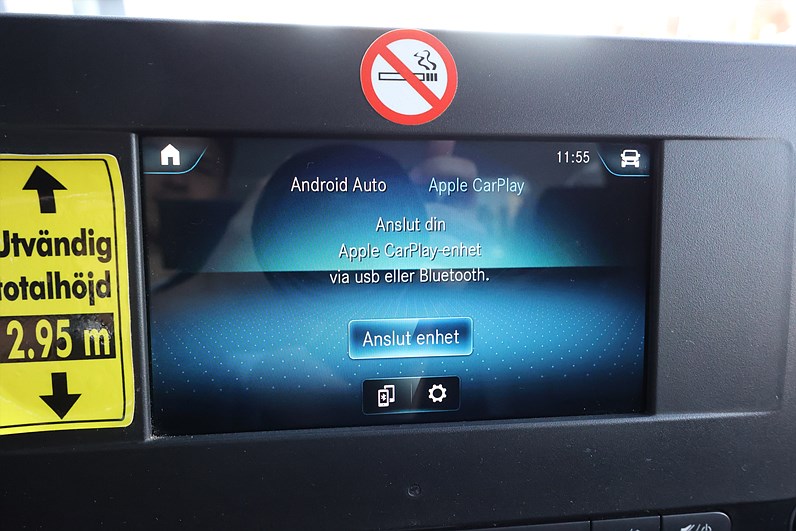 11:55
Android Auto Apple CarPlay
Anslut din
Apple CarPlay-enhet
via usb eller Bluetooth.
Anslut enhet
Utvändig
totalhöjd
2.95 m